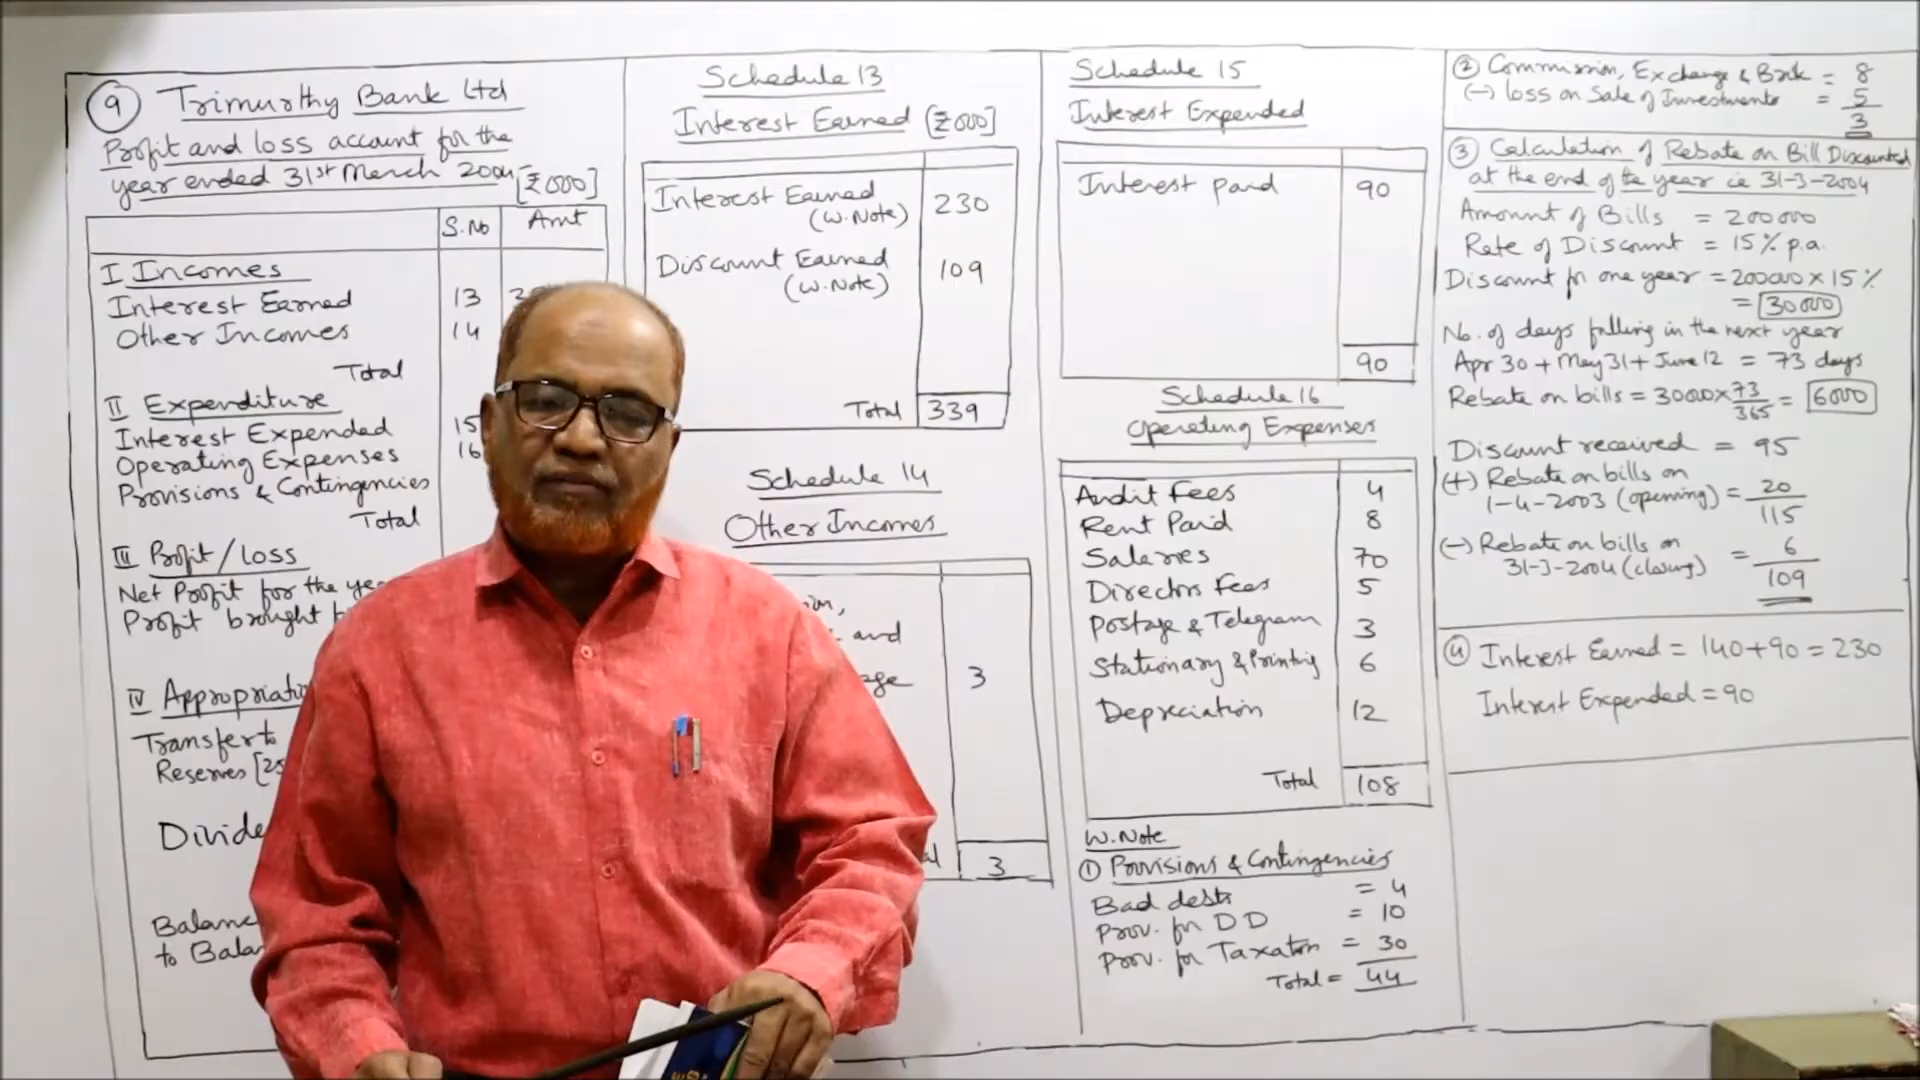 9 Trimurthy Bank Ltd
Profit and loss account for the
year ended 31st March 2004 [₹000]
S.No Amt
I Incomes
Interest Earned 13
Other Incomes 14
Total
II Expenditure
Interest Expended 15
Operating Expenses 16
Provisions & Contingencies
Total
III Profit/loss
Net Profit for the
Profit brought
IV
Transfer to
Reserves
Schedule 13
Interest Earned [₹000]
Interest Earned 230
(W.Note)
Discount Earned 109
(W.Note)
Total 339
Schedule 14
Other Incomes
and
3
3
Schedule 15
Interest Expended
Interest paid 90
90
Schedule 16
Operating Expenses
Audit Fees 4
Rent Paid 8
Salaries 70
Directors Fees 5
Postage & Telegram 3
Stationary & Printing 6
Depreciation 12
Total 108
W.Note
① Provisions & Contingencies
Bad debts = 4
Prov. for DD = 10
Prov. for Taxation = 30
Total = 44
② Commission, Exchange & Brok = 8
(-) loss on Sale of Investments = 5
3
③ Calculation of Rebate on Bill Discounted
at the end of the year ie 31-3-2004
Amount of Bills = 200000
Rate of Discount = 15% p.a.
Discount for one year = 200000 × 15%
= 30000
No. of days falling in the next year
Apr 30 + May 31 + June 12 = 73 days
Rebate on bills = 30000 × 73/365 = 6000
Discount received = 95
(+) Rebate on bills on
1-4-2003 (opening) = 20
115
(-) Rebate on bills on
31-3-2004 (closing) = 6
109
④ Interest Earned = 140+90 = 230
Interest Expended = 90